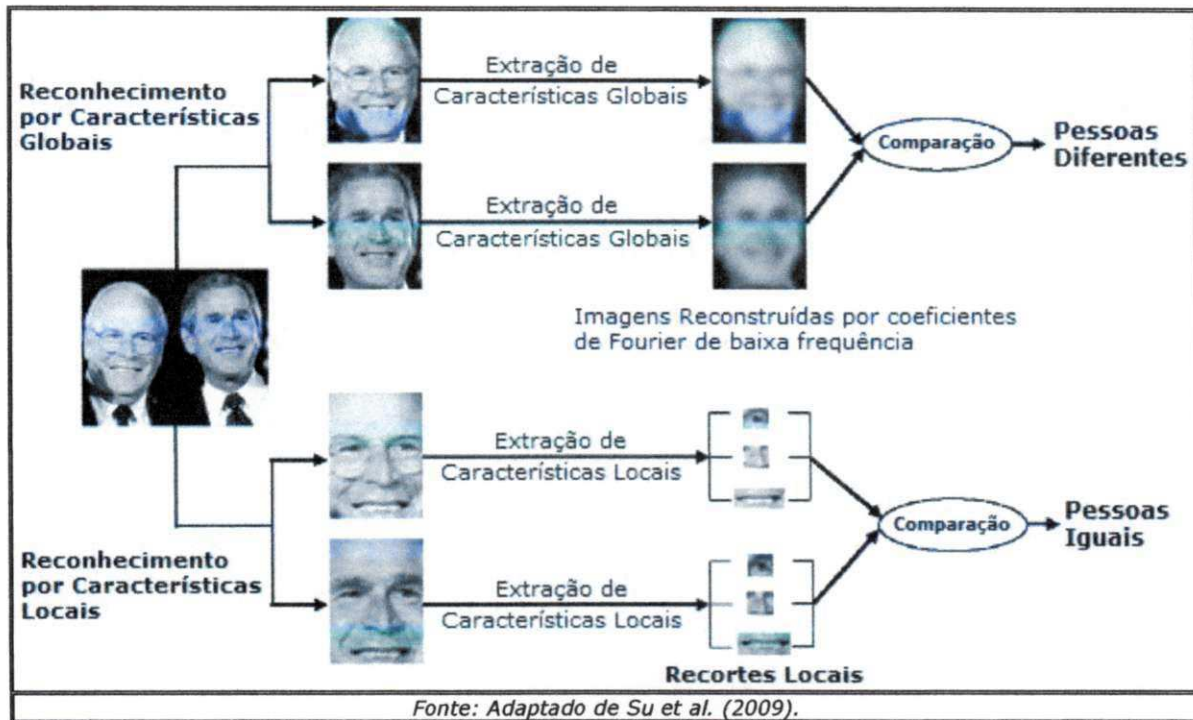 Reconhecimento
por Características
Globais
Extração de
Características Globais
Extração de
Características Globais
Comparação
Pessoas
Diferentes
Imagens Reconstruídas por coeficientes
de Fourier de baixa frequência
Reconhecimento
por Características
Locais
Extração de
Características Locais
Extração de
Características Locais
Comparação
Pessoas
Iguais
Recortes Locais
Fonte: Adaptado de Su et al. (2009).